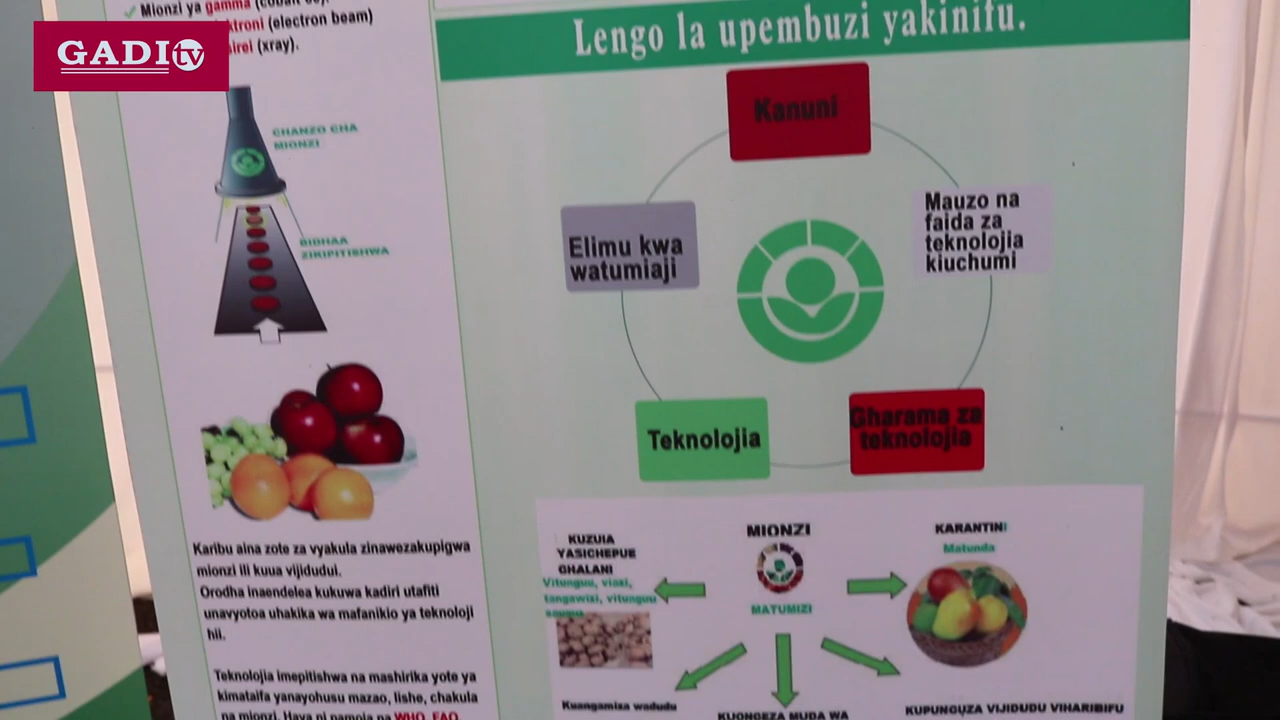 GADI tv
Mionzi ya gamma (cobalt 60).
(electron beam)
(xray).
CHANZO CHA
MIONZI
BIDHAA
ZIKIPITISHWA
Karibu aina zote za vyakula zinawezakupigwa
mionzi ili kuua vijidudui.
Orodha inaendelea kukuwa kadiri utafiti
unavyotoa uhakika wa mafanikio ya teknoloji
hii.
Teknolojia imepitishwa na mashirika yote ya
kimataifa yanayohusu mazao, lishe, chakula
na mionzi. Haya ni pamoja na WHO, FAO
Lengo la upembuzi yakinifu.
Kanuni
Mauzo na
faida za
teknolojia
kiuchumi
Elimu kwa
watumiaji
Teknolojia
Gharama za
teknolojia
MIONZI
MATUMIZI
KUZUIA
YASICHEPUE
GHALANI
Vitunguu, viazi,
tangawizi, vitunguu
KARANTINI
Matunda
Kuangamiza wadudu
KUONGEZA MUDA WA
KUPUNGUZA VIJIDUDU VIHARIBIFU